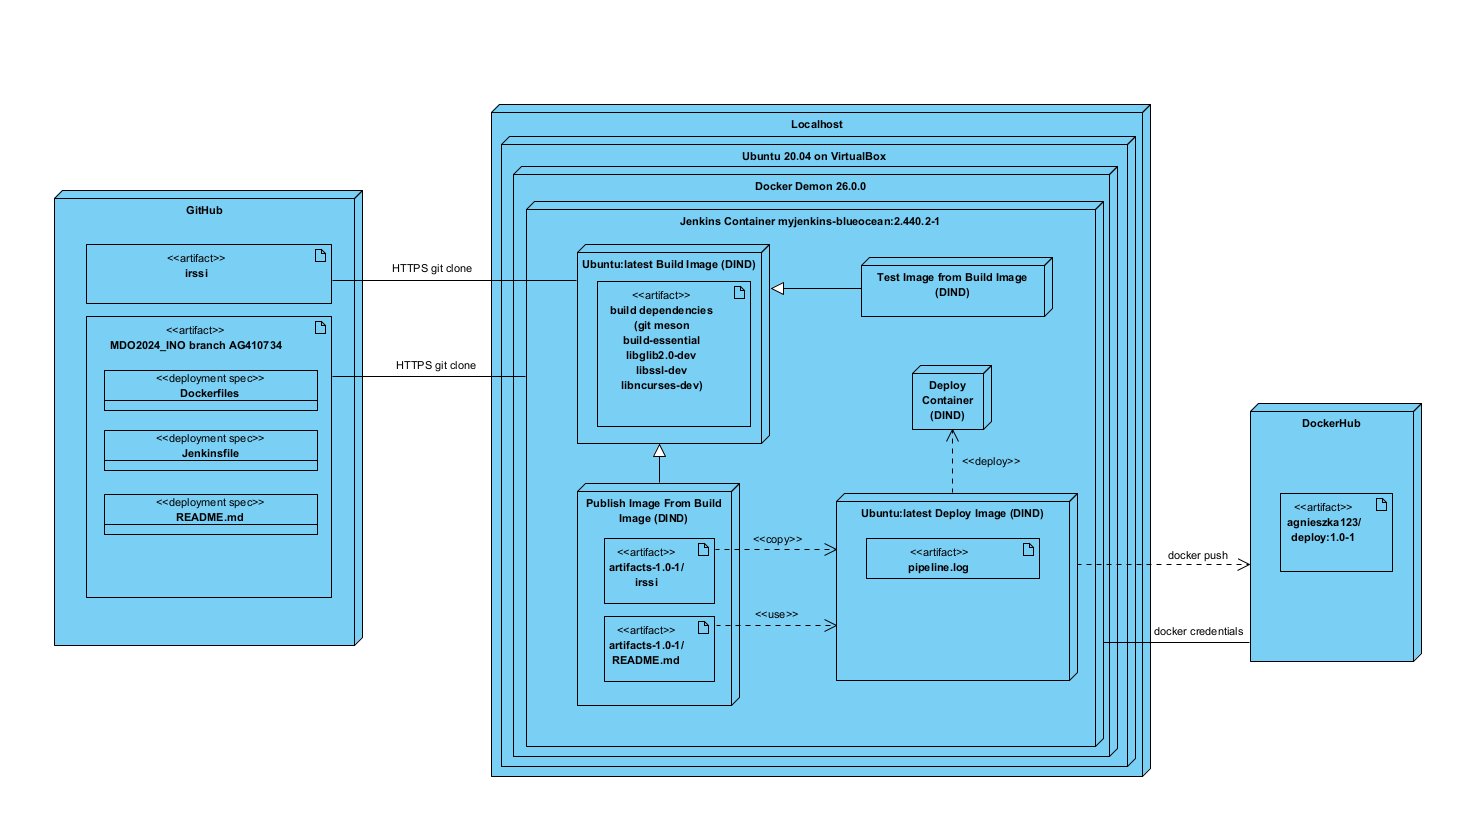 Localhost
Ubuntu 20.04 on VirtualBox
Docker Demon 26.0.0
Jenkins Container myjenkins-blueocean:2.440.2-1
GitHub
<<artifact>>
irssi
<<artifact>>
MDO2024_INO branch AG410734
<<deployment spec>>
Dockerfiles
<<deployment spec>>
Jenkinsfile
<<deployment spec>>
README.md
HTTPS git clone
HTTPS git clone
Ubuntu:latest Build Image (DIND)
<<artifact>>
build dependencies
(git meson
build-essential
libglib2.0-dev
libssl-dev
libncurses-dev)
Test Image from Build Image
(DIND)
Deploy
Container
(DIND)
<<deploy>>
Publish Image From Build
Image (DIND)
<<artifact>>
artifacts-1.0-1/
irssi
<<artifact>>
artifacts-1.0-1/
README.md
<<copy>>
<<use>>
Ubuntu:latest Deploy Image (DIND)
<<artifact>>
pipeline.log
docker push
docker credentials
DockerHub
<<artifact>>
agnieszka123/
deploy:1.0-1